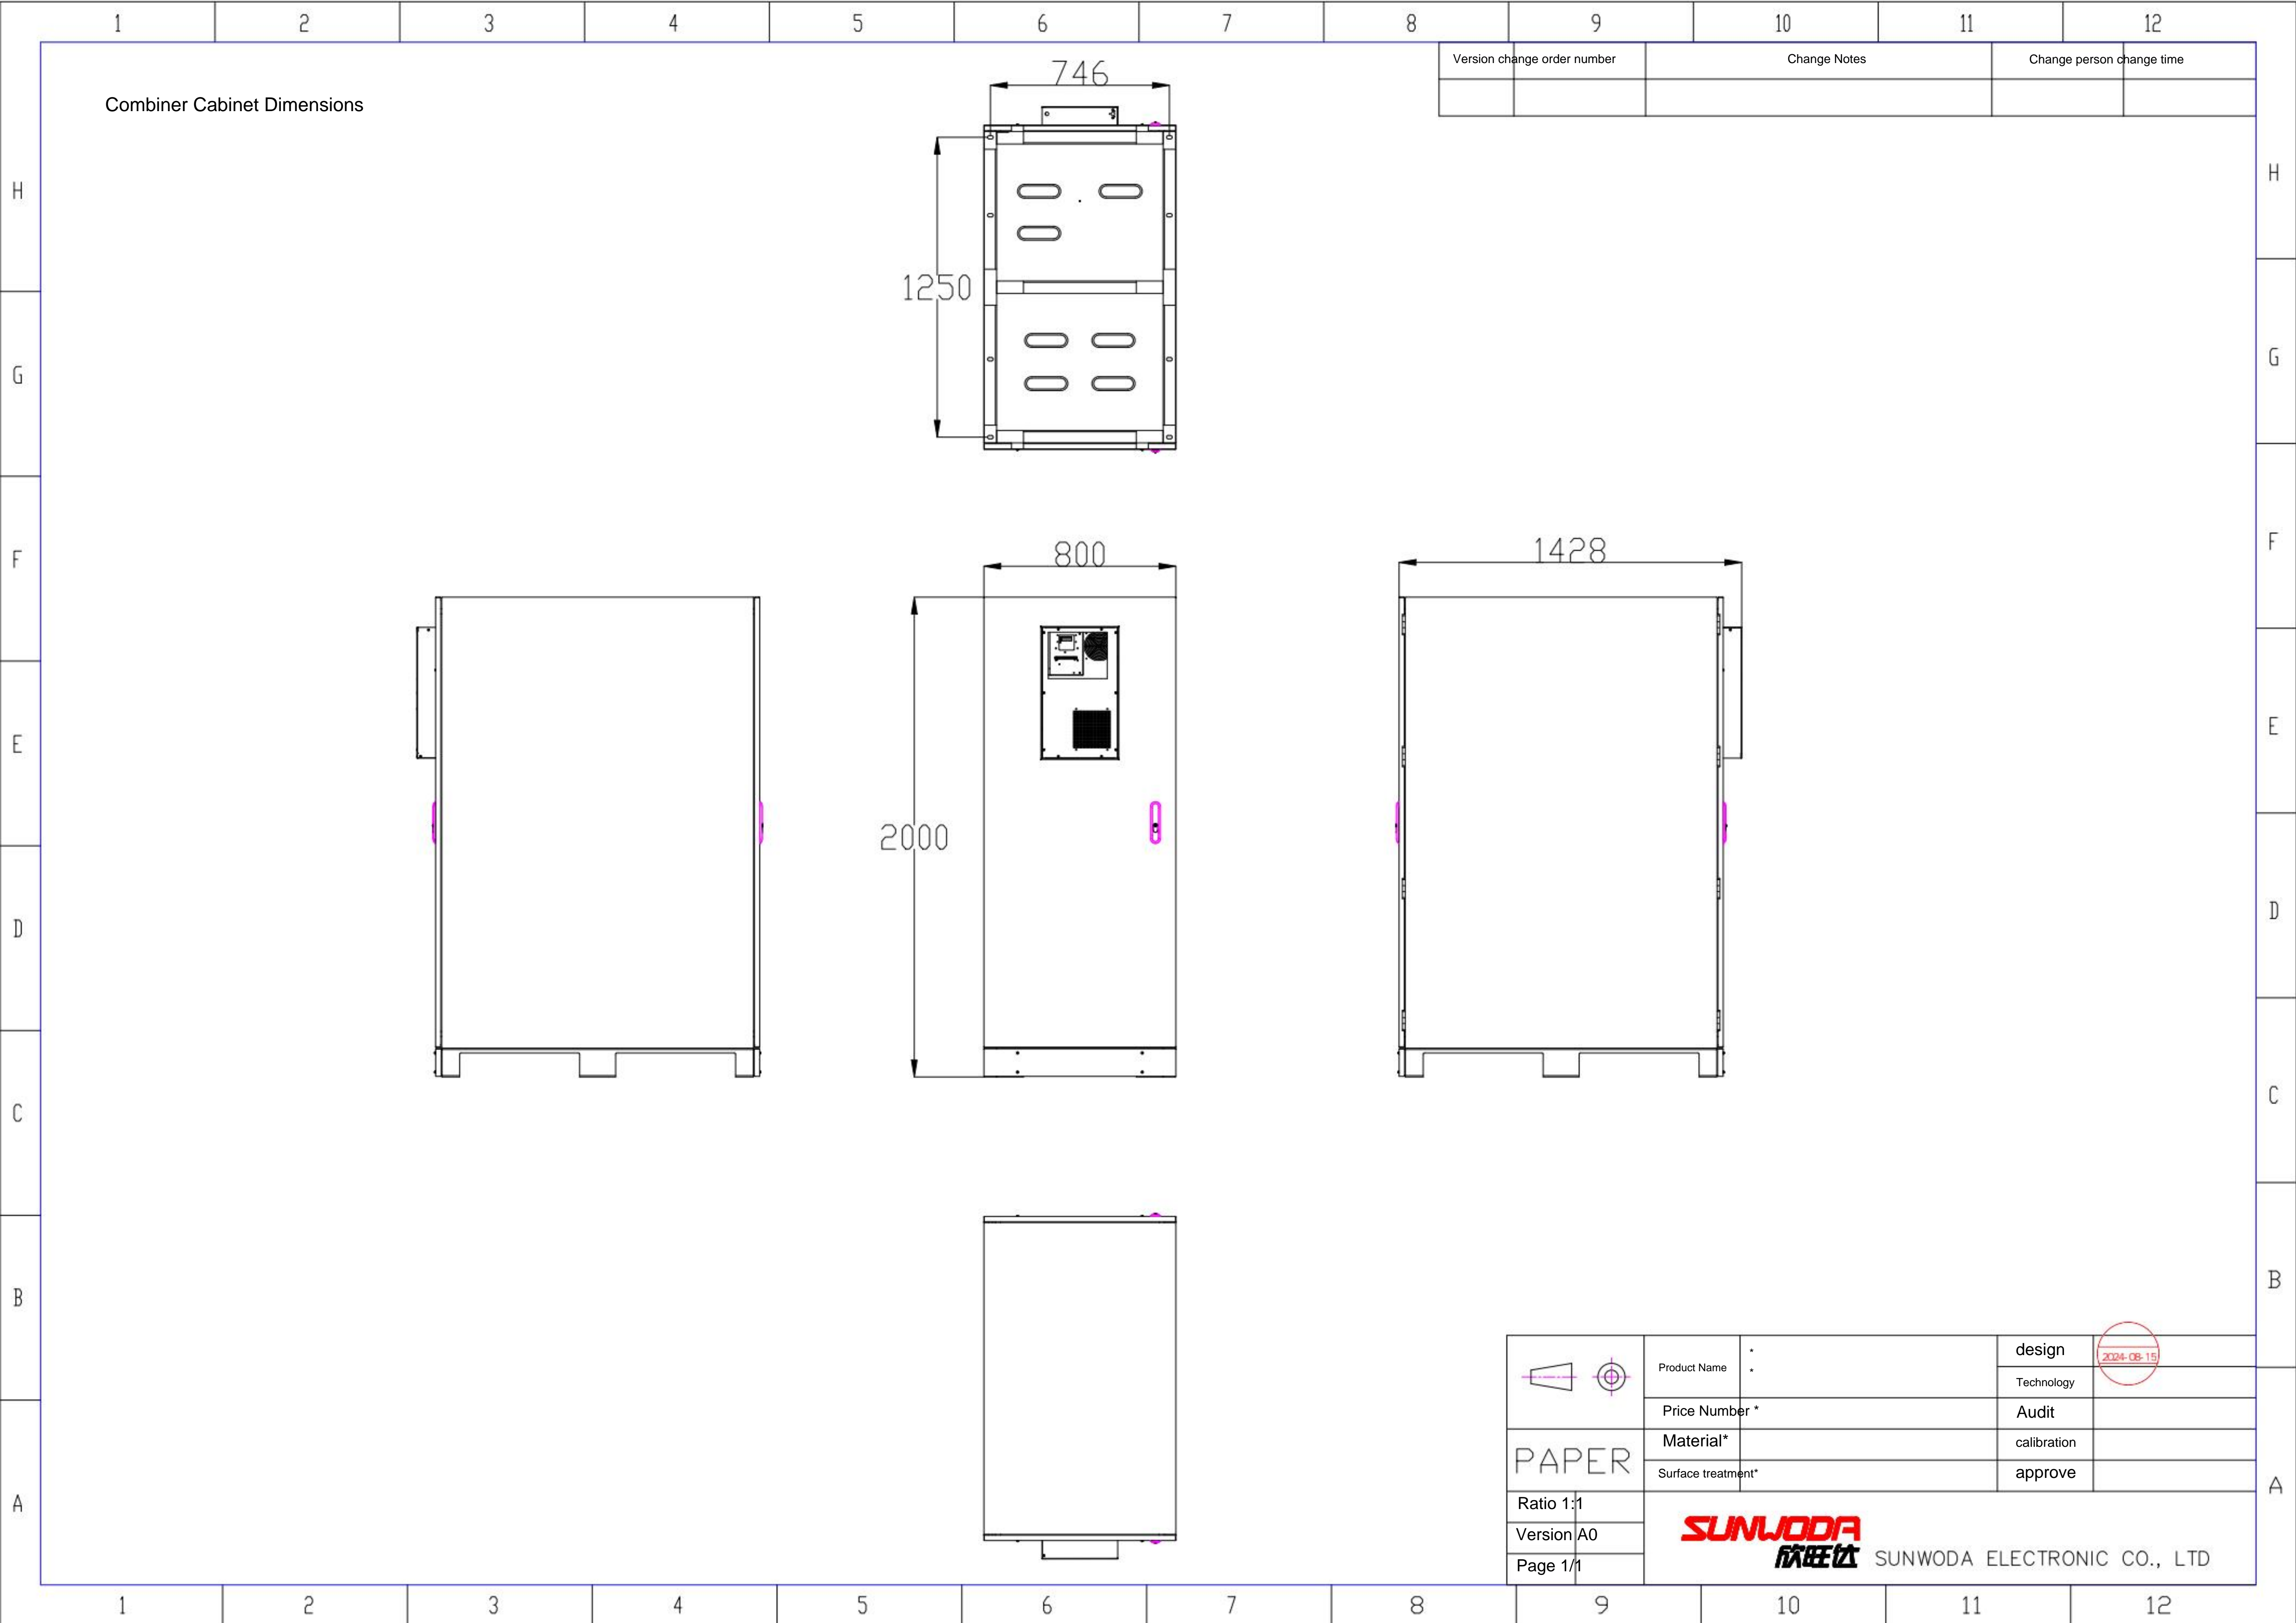 1 2 3 4 5 6 7 8 9 10 11 12
Version change order number Change Notes Change person change time
Combiner Cabinet Dimensions
746
H H
1250
G G
F F
800
1428
E E
2000
D D
C C
B B
Product Name * design
* Technology
2024-08-15
Price Number * Audit
PAPER
Material* calibration
Surface treatment* approve
A A
Ratio 1:1
Version A0
Page 1/1
SUNWODA
欣旺达
SUNWODA ELECTRONIC CO., LTD
1 2 3 4 5 6 7 8 9 10 11 12